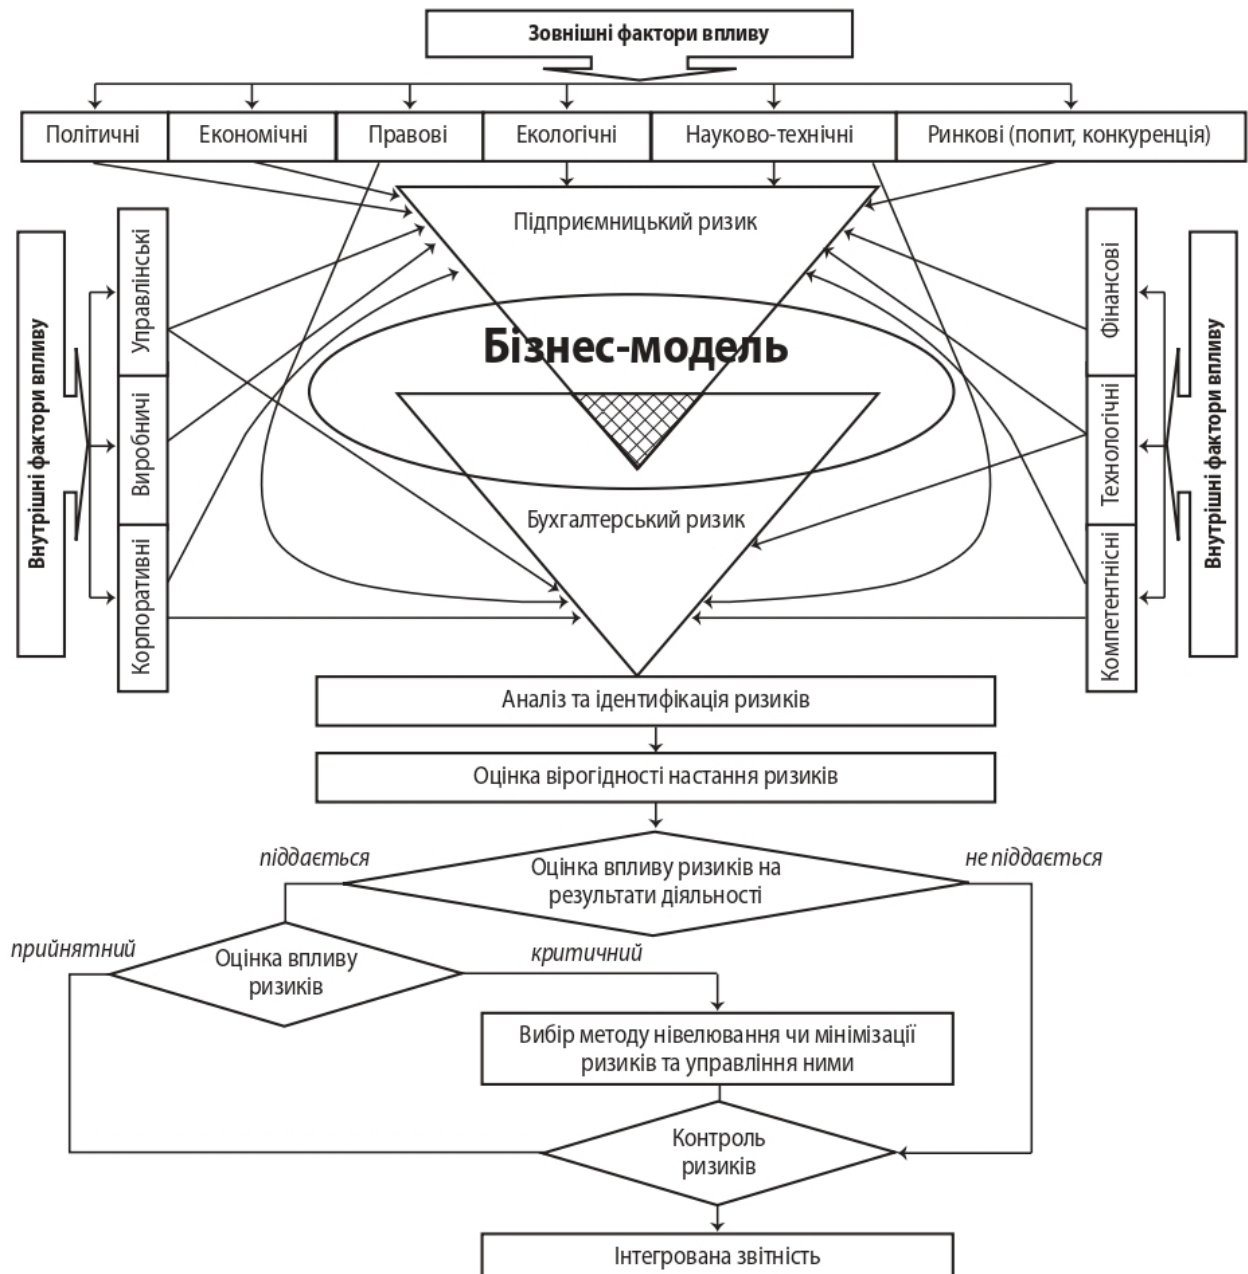 Зовнішні фактори впливу
Політичні
Економічні
Правові
Екологічні
Науково-технічні
Ринкові (попит, конкуренція)
Підприємницький ризик
Внутрішні фактори впливу
Управлінські
Виробничі
Корпоративні
Бізнес-модель
Бухгалтерський ризик
Фінансові
Технологічні
Компетентнісні
Внутрішні фактори впливу
Аналіз та ідентифікація ризиків
Оцінка вірогідності настання ризиків
піддається
Оцінка впливу ризиків на
результати діяльності
не піддається
прийнятний
Оцінка впливу
ризиків
критичний
Вибір методу нівелювання чи мінімізації
ризиків та управління ними
Контроль
ризиків
Інтегрована звітність